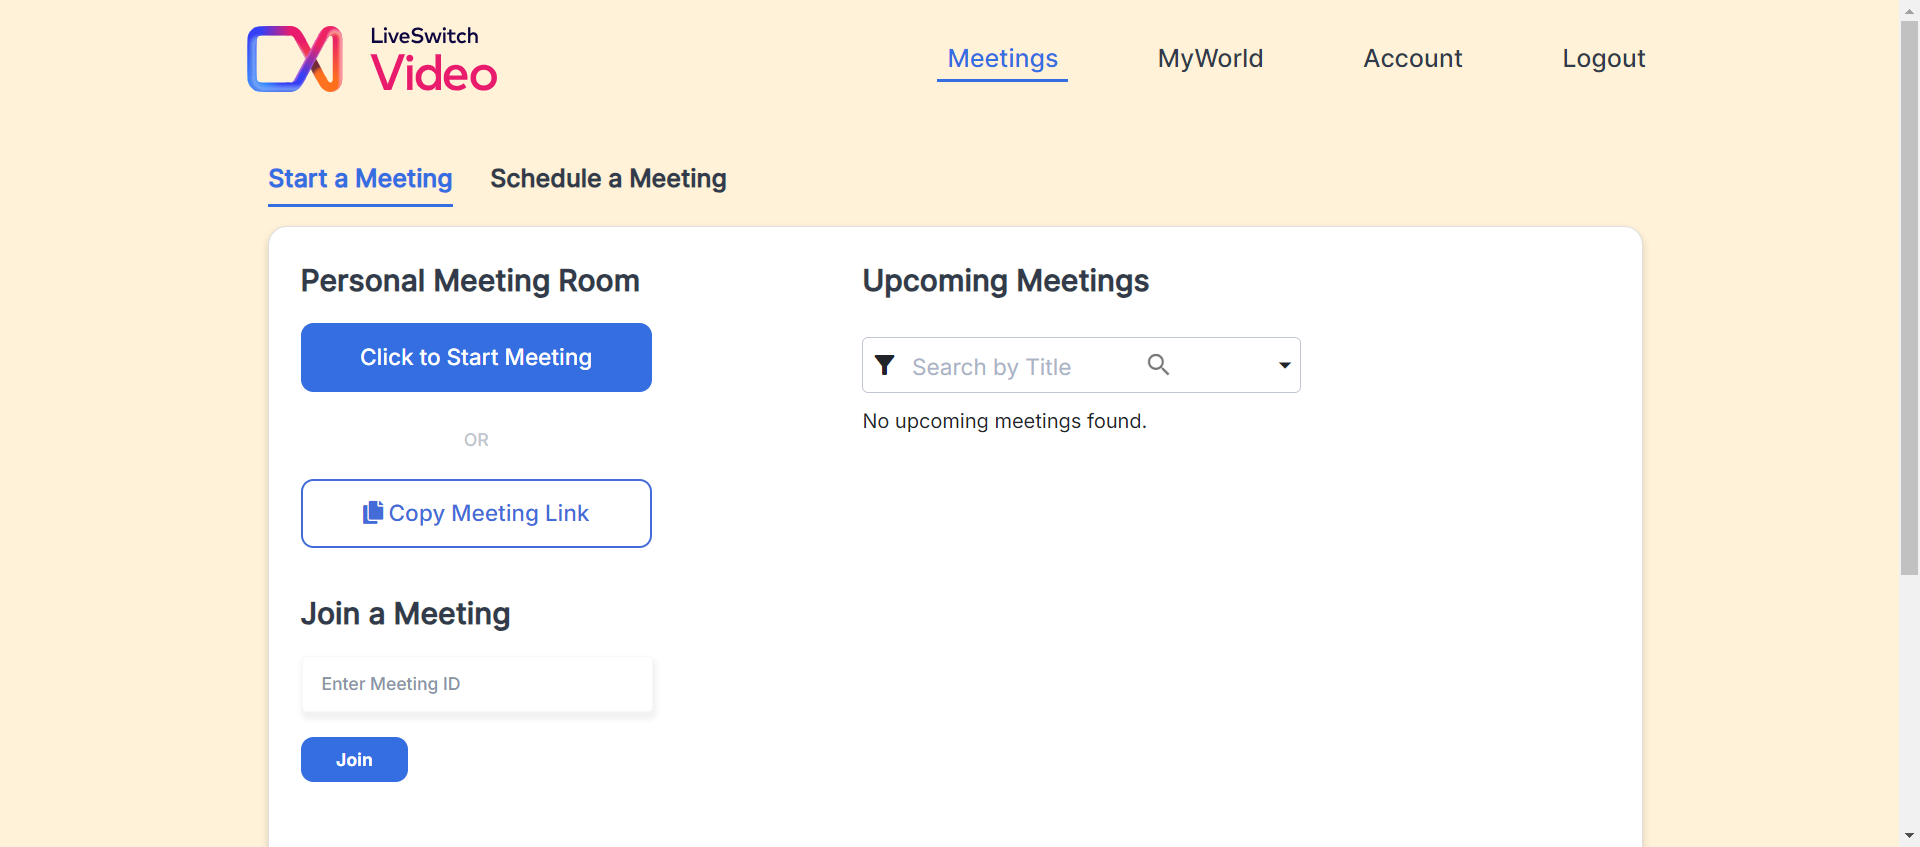 LiveSwitch
Video
Meetings
MyWorld
Account
Logout
Start a Meeting
Schedule a Meeting
Personal Meeting Room
Click to Start Meeting
OR
Copy Meeting Link
Join a Meeting
Enter Meeting ID
Join
Upcoming Meetings
Search by Title
No upcoming meetings found.